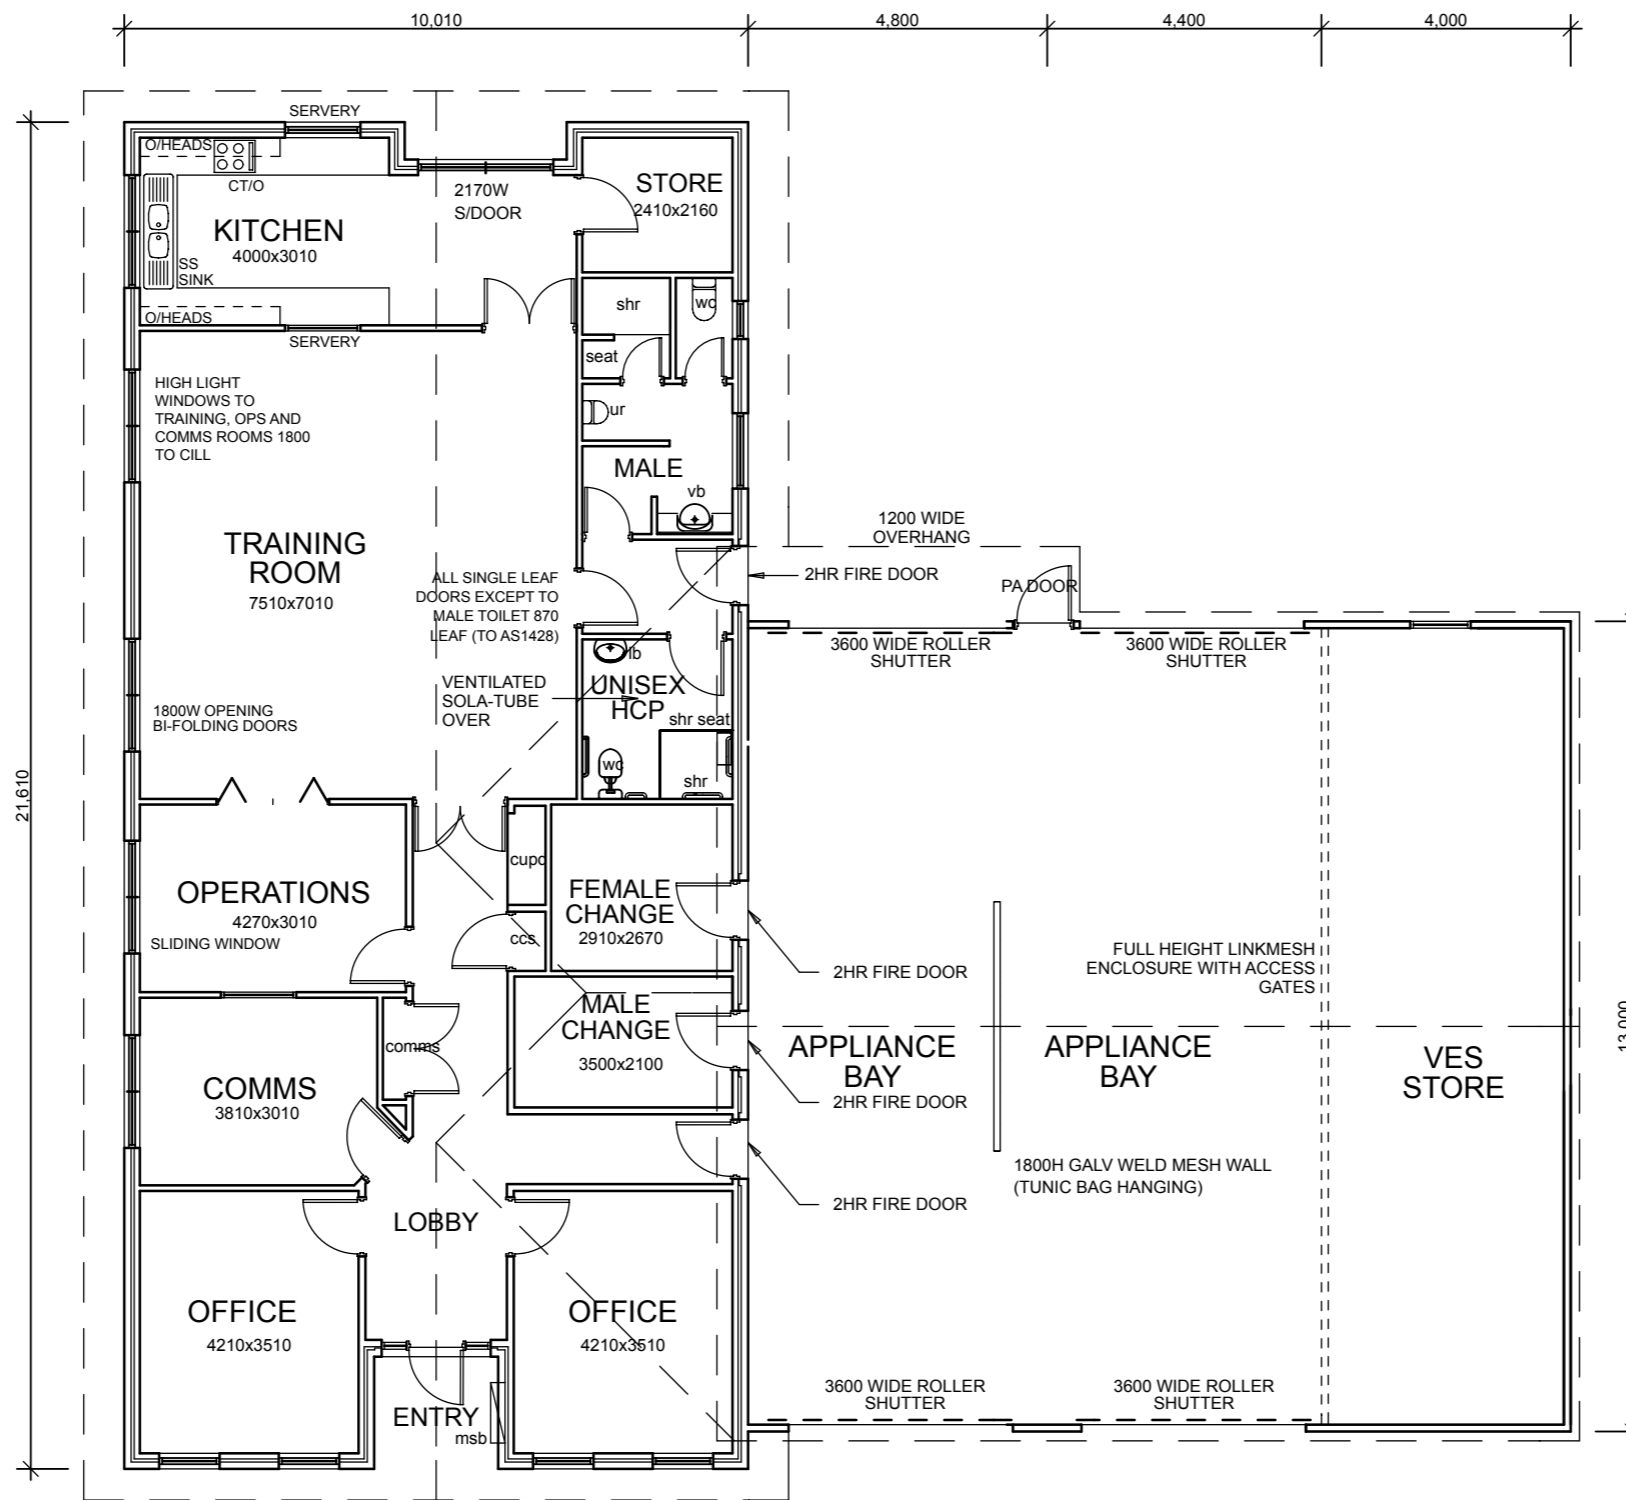 10,010
4,800
4,400
4,000
SERVERY
O/HEADS
CT/O
2170W
S/DOOR
STORE
2410x2160
KITCHEN
4000x3010
SS
SINK
O/HEADS
SERVERY
shr
wc
seat
ur
HIGH LIGHT
WINDOWS TO
TRAINING, OPS AND
COMMS ROOMS 1800
TO CILL
MALE
vb
1200 WIDE
OVERHANG
TRAINING
ROOM
7510x7010
ALL SINGLE LEAF
DOORS EXCEPT TO
MALE TOILET 870
LEAF (TO AS1428)
2HR FIRE DOOR
PA DOOR
3600 WIDE ROLLER
SHUTTER
3600 WIDE ROLLER
SHUTTER
lb
UNISEX
HCP
VENTILATED
SOLA-TUBE
OVER
shr seat
wc
shr
1800W OPENING
BI-FOLDING DOORS
21,610
OPERATIONS
4270x3010
SLIDING WINDOW
cupd
ccs
FEMALE
CHANGE
2910x2670
2HR FIRE DOOR
FULL HEIGHT LINKMESH
ENCLOSURE WITH ACCESS
GATES
MALE
CHANGE
3500x2100
comms
COMMS
3810x3010
APPLIANCE
BAY
APPLIANCE
BAY
VES
STORE
13,000
2HR FIRE DOOR
1800H GALV WELD MESH WALL
(TUNIC BAG HANGING)
2HR FIRE DOOR
LOBBY
OFFICE
4210x3510
OFFICE
4210x3510
ENTRY
msb
3600 WIDE ROLLER
SHUTTER
3600 WIDE ROLLER
SHUTTER